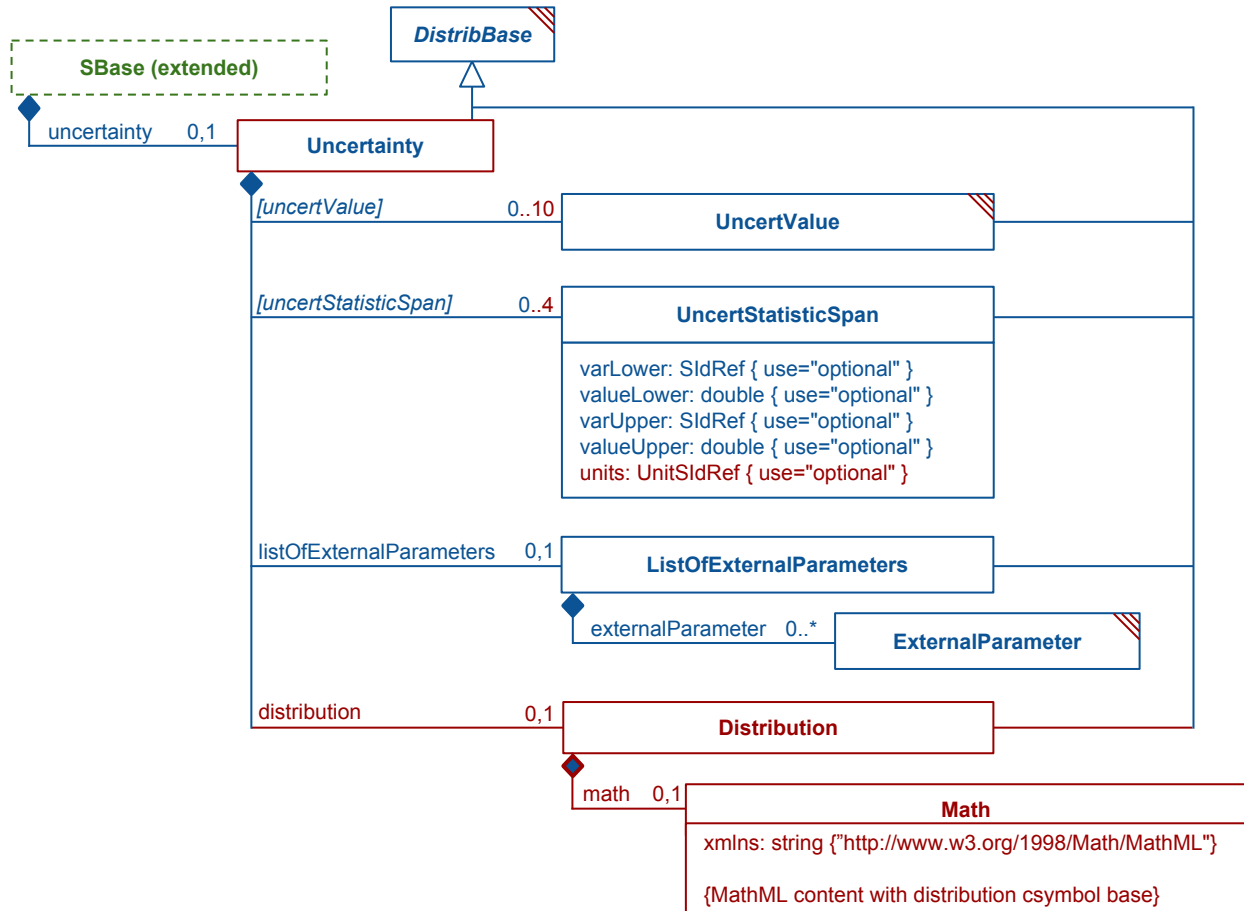 DistribBase
SBase (extended)
uncertainty 0,1
Uncertainty
[uncertValue] 0..10
UncertValue
[uncertStatisticSpan] 0..4
UncertStatisticSpan
varLower: SIdRef { use="optional" }
valueLower: double { use="optional" }
varUpper: SIdRef { use="optional" }
valueUpper: double { use="optional" }
units: UnitSIdRef { use="optional" }
listOfExternalParameters 0,1
ListOfExternalParameters
externalParameter 0..*
ExternalParameter
distribution 0,1
Distribution
math 0,1
Math
xmlns: string {”http://www.w3.org/1998/Math/MathML"}
{MathML content with distribution csymbol base}